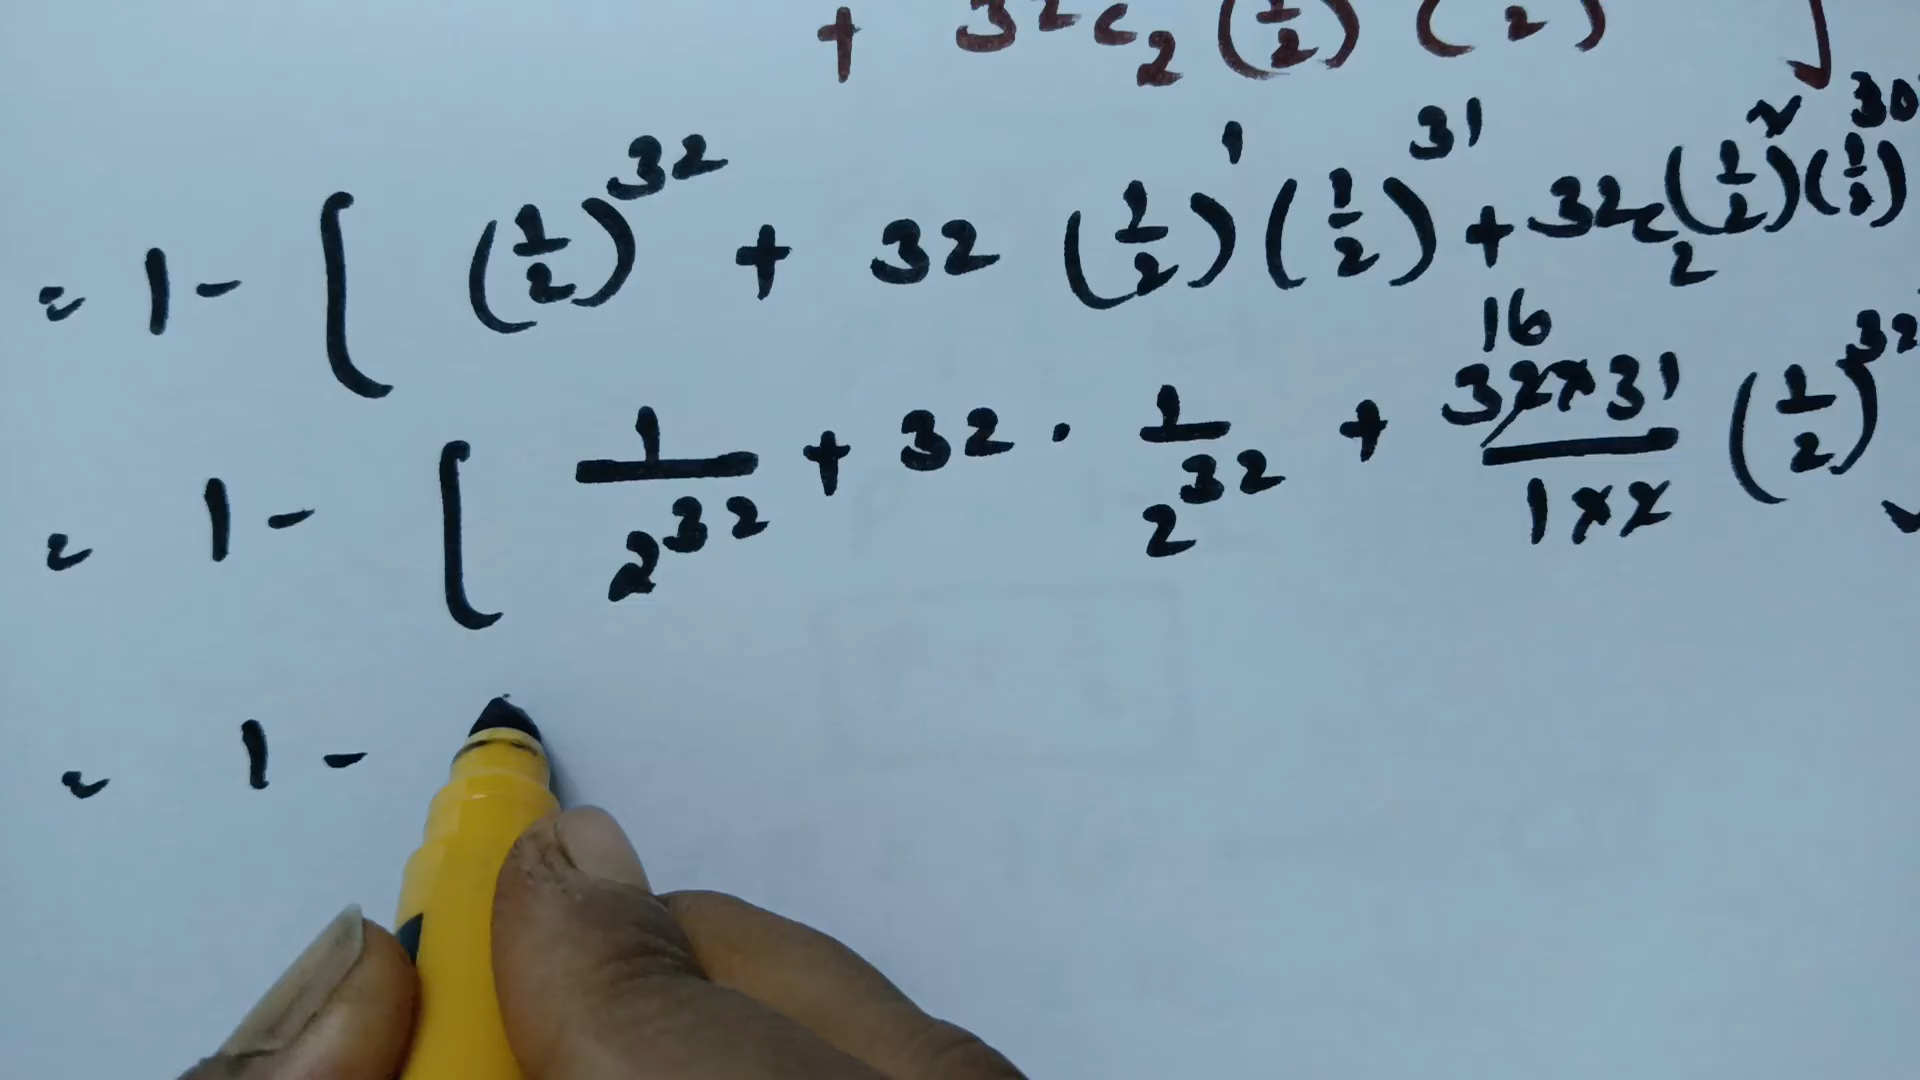 + 32c₂ (1/2) ( 2 ) ]
= 1 - [ (1/2)³² + 32 (1/2)¹ (1/2)³¹ + 32c₂ (1/2)² (1/2)³⁰
= 1 - [ 1/2³² + 32 · 1/2³² + 16 32×31/1×2 (1/2)³²
= 1 -